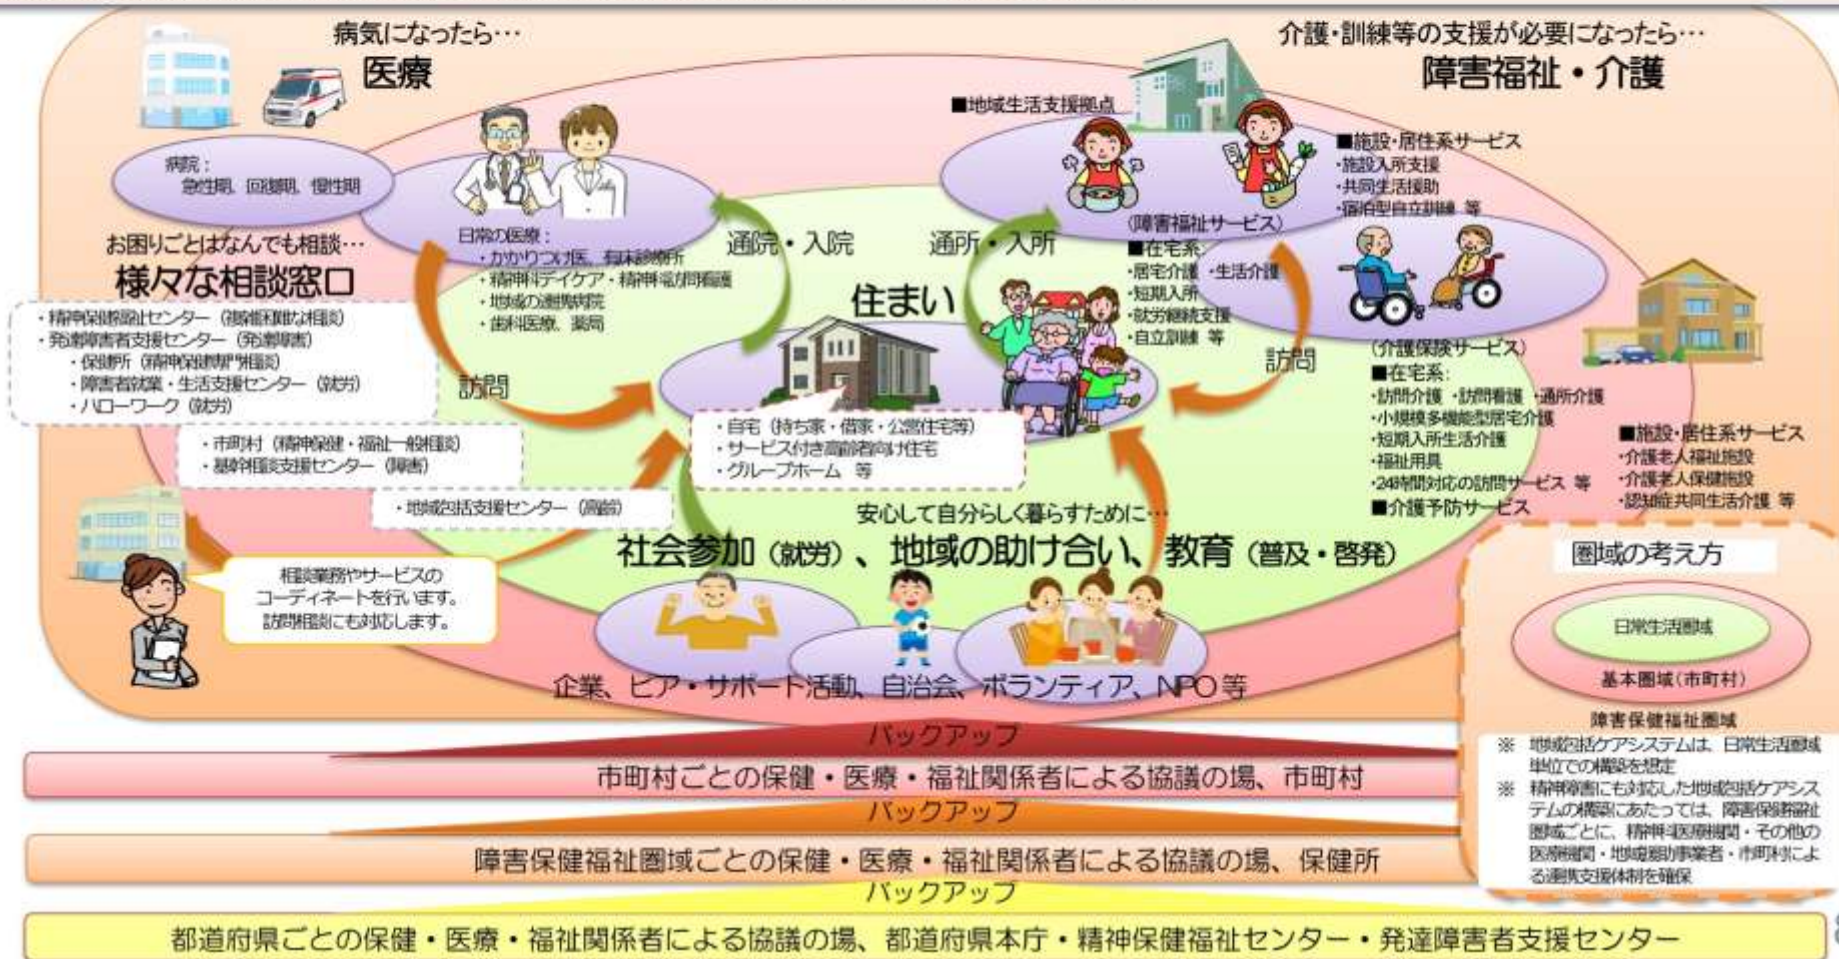 病気になったら…
医療
病院:
急性期、回復期、慢性期
日常の医療:
・かかりつけ医、有床診療所
・精神科デイケア・精神科訪問看護
・地域の連携病院
・歯科医療、薬局
介護・訓練等の支援が必要になったら…
障害福祉・介護
■地域生活支援拠点
■施設・居住系サービス
・施設入所支援
・共同生活援助
・宿泊型自立訓練 等
(障害福祉サービス)
■在宅系:
・居宅介護 ・生活介護
・短期入所
・就労継続支援
・自立訓練 等
(介護保険サービス)
■在宅系:
・訪問介護 ・訪問看護 ・通所介護
・小規模多機能型居宅介護
・短期入所生活介護
・福祉用具
・24時間対応の訪問サービス 等
■介護予防サービス
■施設・居住系サービス
・介護老人福祉施設
・介護老人保健施設
・認知症共同生活介護 等
お困りごとはなんでも相談…
様々な相談窓口
・精神保健福祉センター(複雑困難な相談)
・発達障害者支援センター(発達障害)
・保健所(精神保健専門相談)
・障害者就業・生活支援センター(就労)
・ハローワーク(就労)
・市町村(精神保健・福祉一般相談)
・基幹相談支援センター(障害)
・地域包括支援センター(高齢)
相談業務やサービスの
コーディネートを行います。
訪問相談にも対応します。
通院・入院
通所・入所
訪問
訪問
住まい
・自宅(持ち家・借家・公営住宅等)
・サービス付き高齢者向け住宅
・グループホーム 等
安心して自分らしく暮らすために…
社会参加(就労)、地域の助け合い、教育(普及・啓発)
企業、ピア・サポート活動、自治会、ボランティア、NPO等
バックアップ
市町村ごとの保健・医療・福祉関係者による協議の場、市町村
バックアップ
障害保健福祉圏域ごとの保健・医療・福祉関係者による協議の場、保健所
バックアップ
都道府県ごとの保健・医療・福祉関係者による協議の場、都道府県本庁・精神保健福祉センター・発達障害者支援センター
圏域の考え方
日常生活圏域
基本圏域(市町村)
障害保健福祉圏域
※ 地域包括ケアシステムは、日常生活圏域
単位での構築を想定
※ 精神障害にも対応した地域包括ケアシス
テムの構築にあたっては、障害保健福祉
圏域ごとに、精神科医療機関・その他の
医療機関・地域援助事業者・市町村によ
る連携支援体制を確保